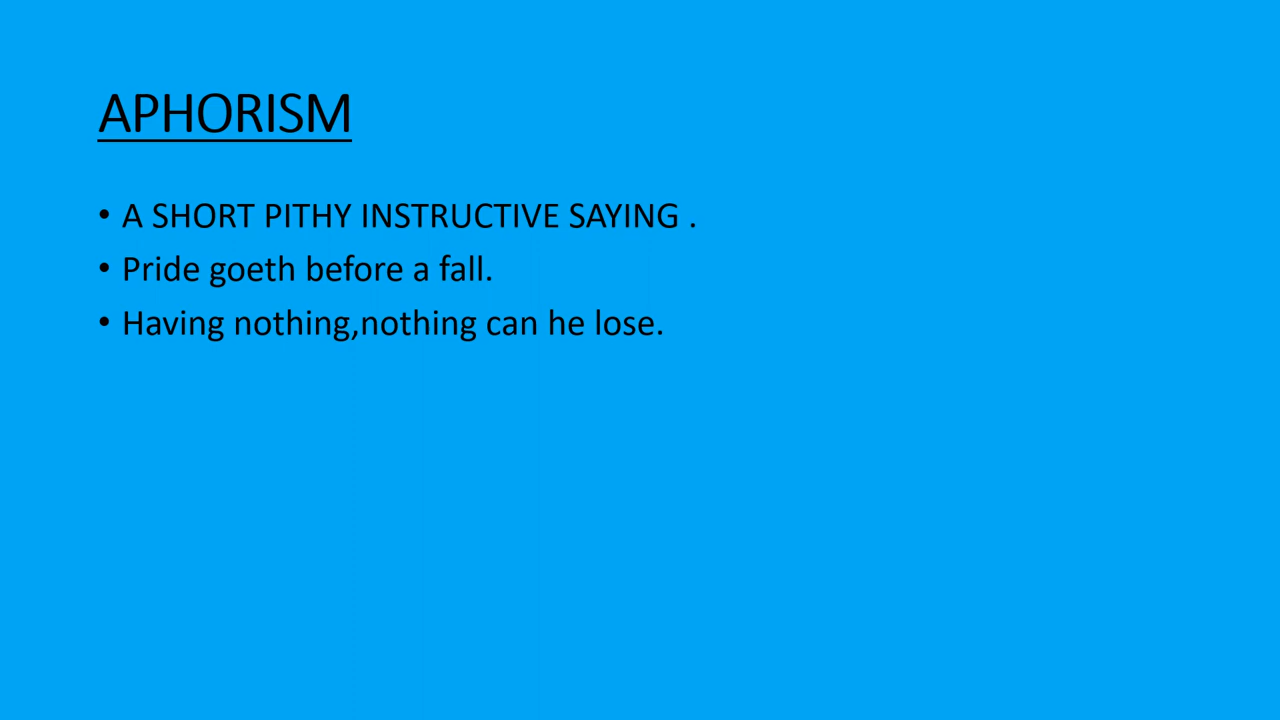 APHORISM
• A SHORT PITHY INSTRUCTIVE SAYING .
• Pride goeth before a fall.
• Having nothing,nothing can he lose.